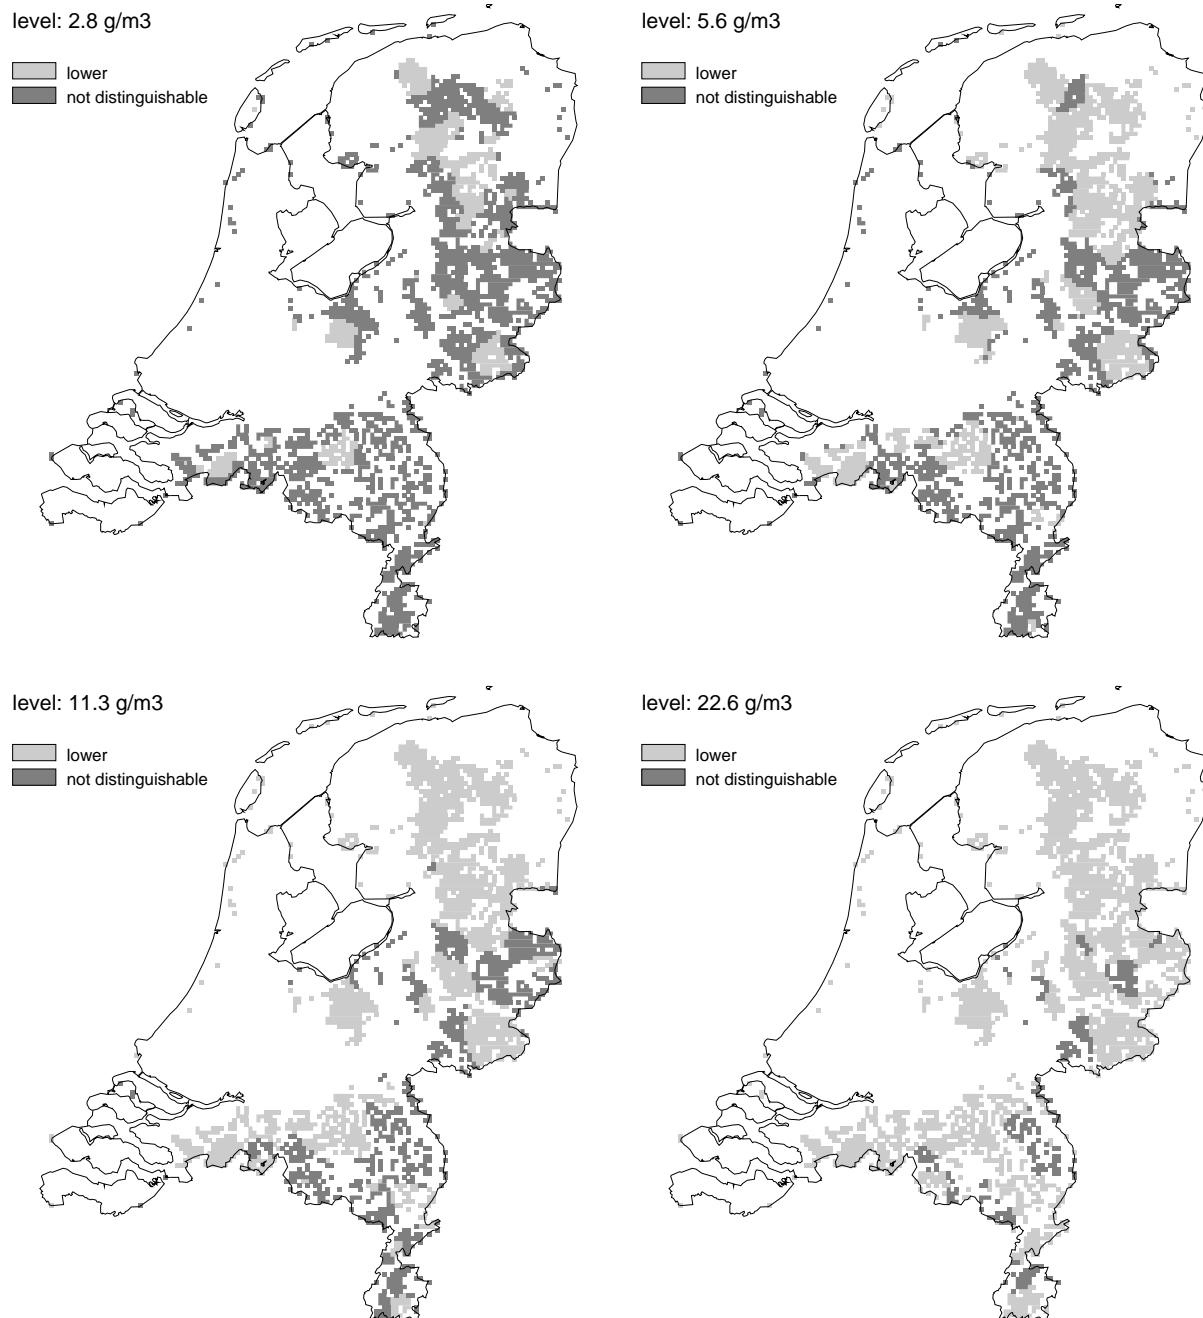 level: 2.8 g/m3
lower
not distinguishable
level: 5.6 g/m3
lower
not distinguishable
level: 11.3 g/m3
lower
not distinguishable
level: 22.6 g/m3
lower
not distinguishable